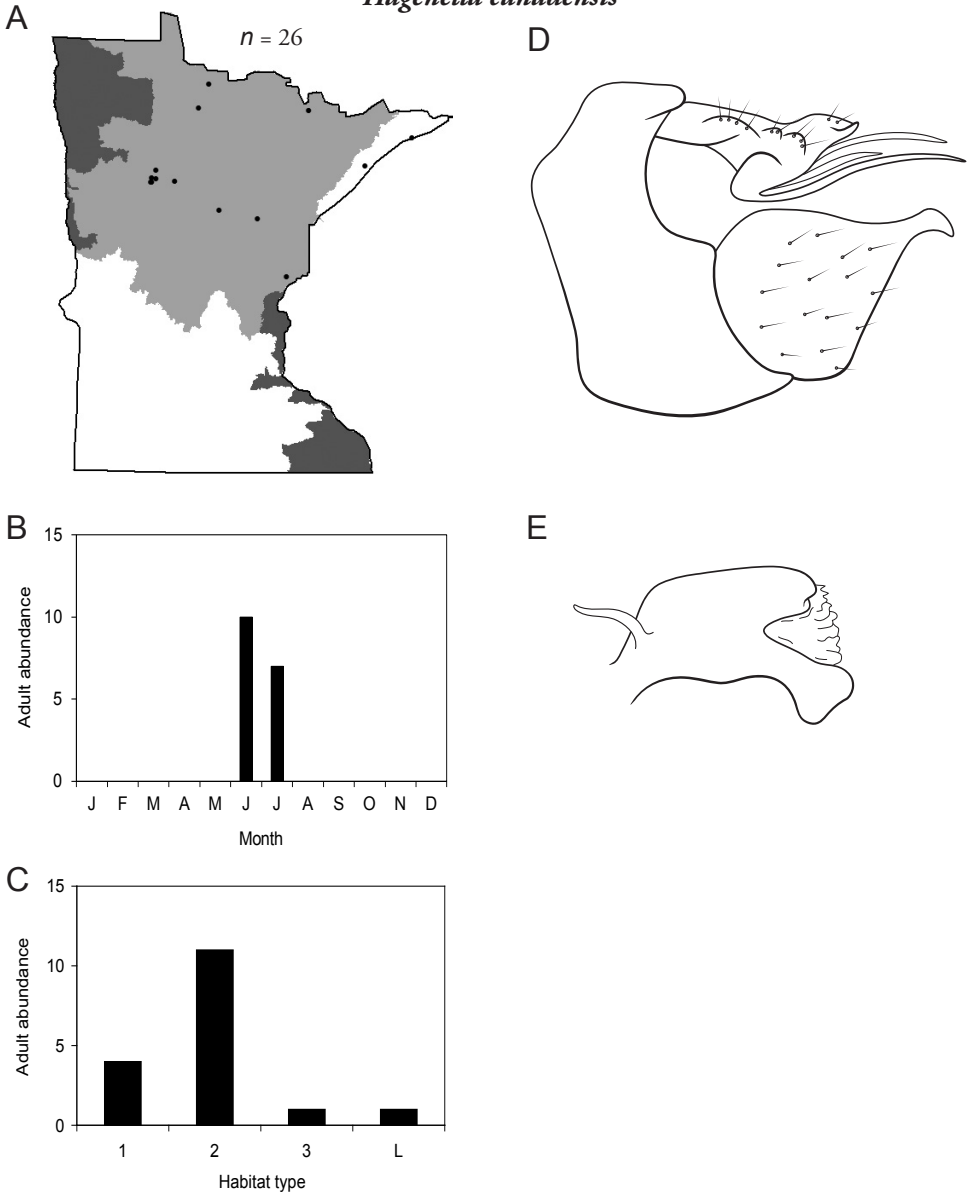 Hagenella canadensis
A
n = 26
D
B
15
10
5
0
Adult abundance
J F M A M J J A S O N D
Month
E
C
15
10
5
0
Adult abundance
1 2 3 L
Habitat type